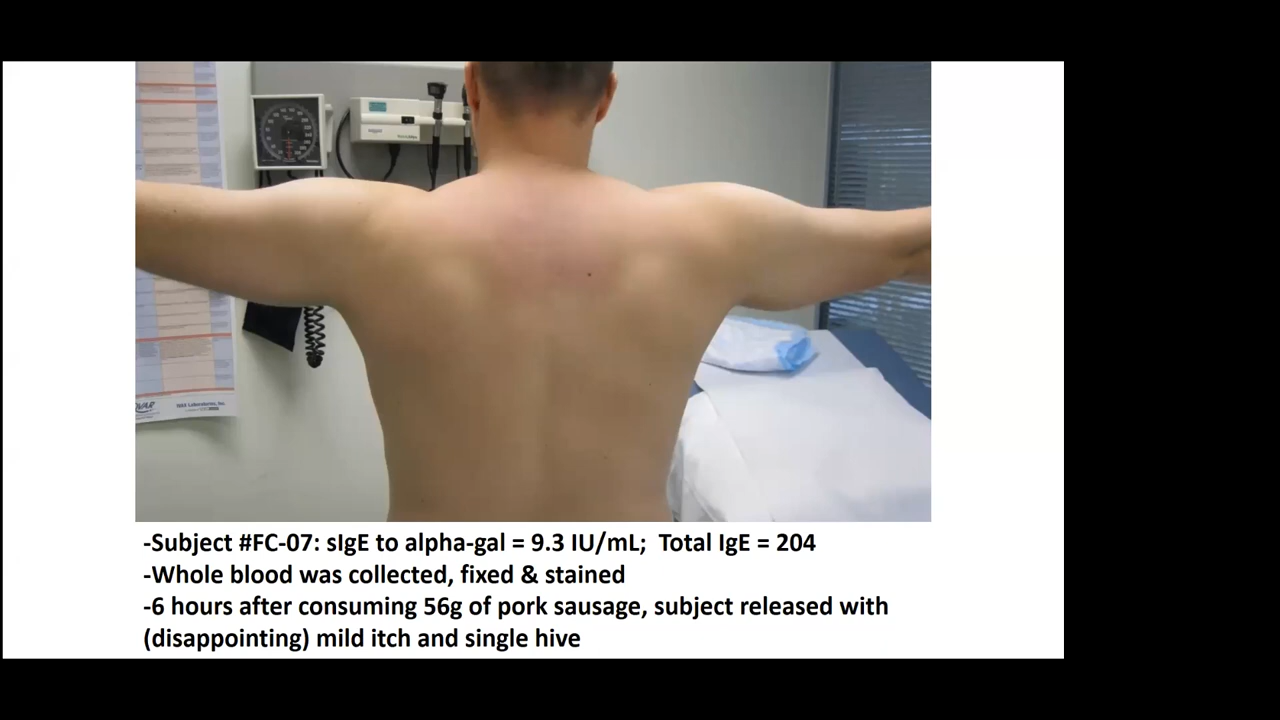 -Subject #FC-07: sIgE to alpha-gal = 9.3 IU/mL;  Total IgE = 204
-Whole blood was collected, fixed & stained
-6 hours after consuming 56g of pork sausage, subject released with
(disappointing) mild itch and single hive